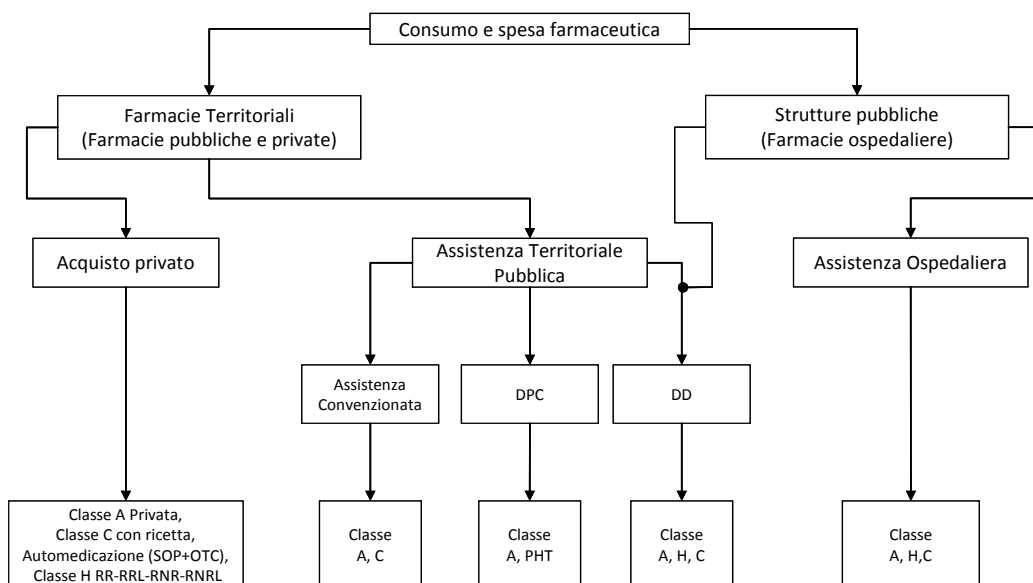 Consumo e spesa farmaceutica
Farmacie Territoriali
(Farmacie pubbliche e private)
Strutture pubbliche
(Farmacie ospedaliere)
Acquisto privato
Assistenza Territoriale
Pubblica
Assistenza Ospedaliera
Assistenza
Convenzionata
DPC
DD
Classe A Privata,
Classe C con ricetta,
Automedicazione (SOP+OTC),
Classe H RR-RRL-RNR-RNRL
Classe
A, C
Classe
A, PHT
Classe
A, H, C
Classe
A, H,C